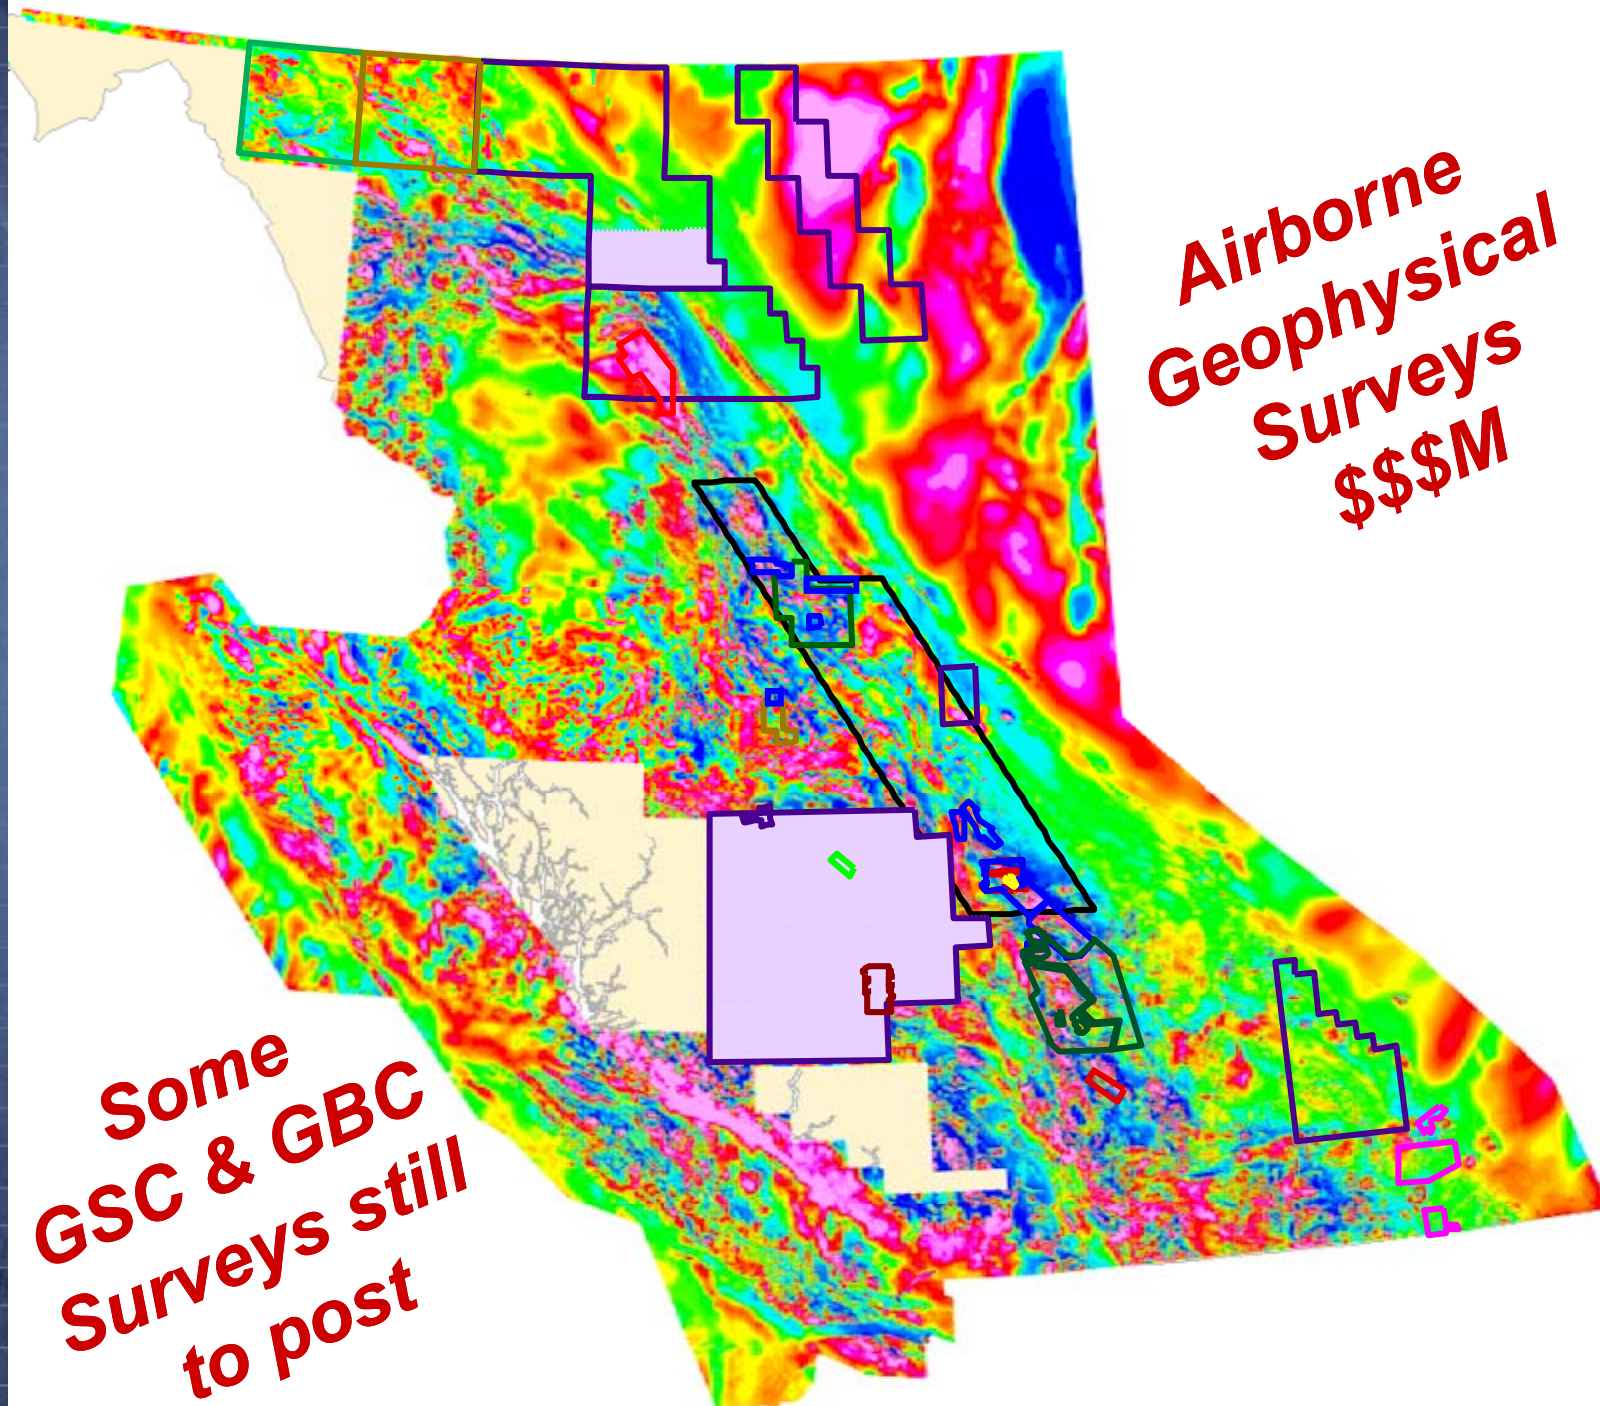 Airborne
Geophysical
Surveys
$$$M
Some
GSC & GBC
Surveys still
to post